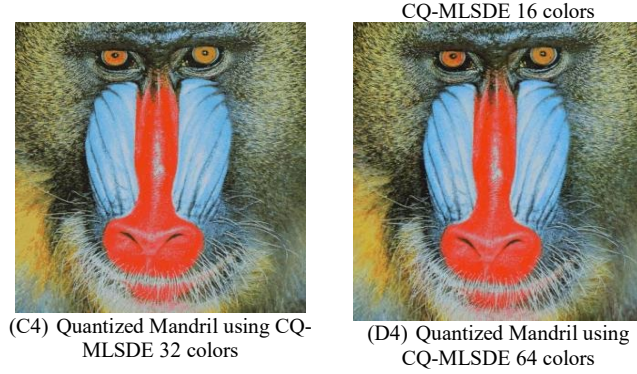 CQ-MLSDE 16 colors
(C4) Quantized Mandril using CQ-
MLSDE 32 colors
(D4) Quantized Mandril using
CQ-MLSDE 64 colors